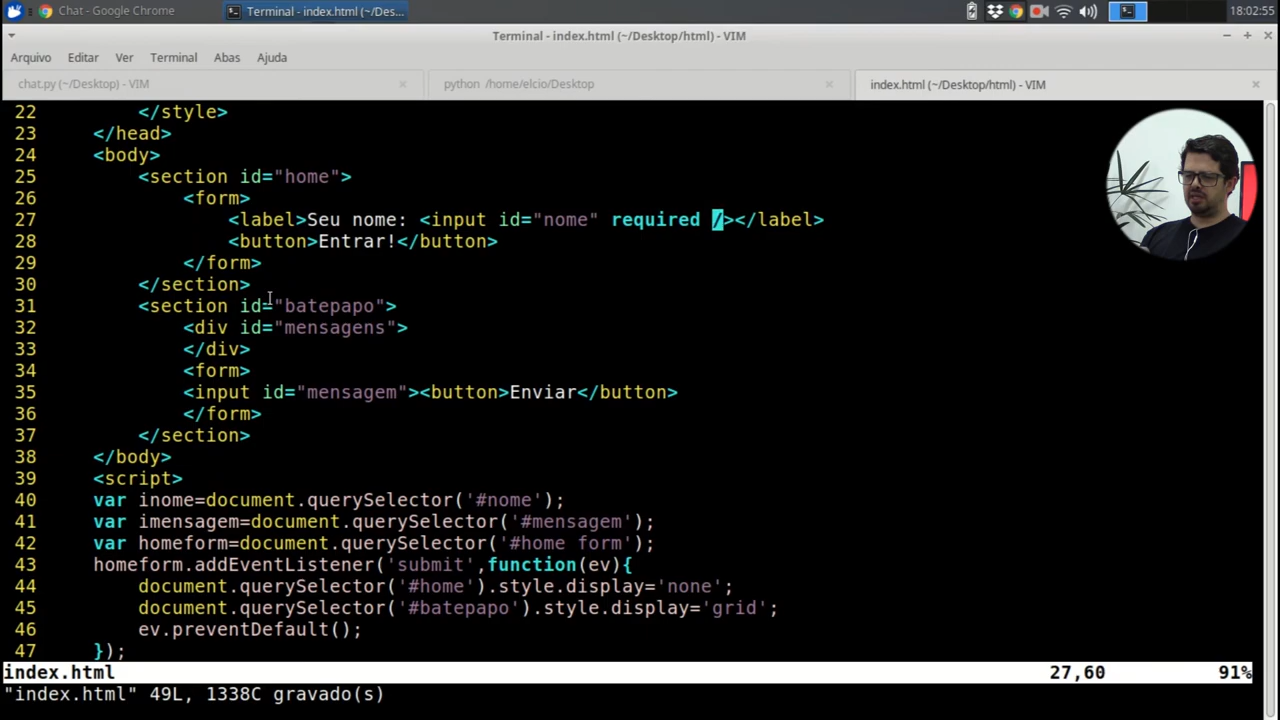 Chat - Google Chrome
Terminal - index.html (~/Des...
18:02:55
Terminal - index.html (~/Desktop/html) - VIM
Arquivo Editar Ver Terminal Abas Ajuda
chat.py (~/Desktop) - VIM
python /home/elcio/Desktop
index.html (~/Desktop/html) - VIM
22 </style>
23 </head>
24 <body>
25 <section id="home">
26 <form>
27 <label>Seu nome: <input id="nome" required /></label>
28 <button>Entrar!</button>
29 </form>
30 </section>
31 <section id="batepapo">
32 <div id="mensagens">
33 </div>
34 <form>
35 <input id="mensagem"><button>Enviar</button>
36 </form>
37 </section>
38 </body>
39 <script>
40 var inome=document.querySelector('#nome');
41 var imensagem=document.querySelector('#mensagem');
42 var homeform=document.querySelector('#home form');
43 homeform.addEventListener('submit',function(ev){
44 document.querySelector('#home').style.display='none';
45 document.querySelector('#batepapo').style.display='grid';
46 ev.preventDefault();
47 });
index.html 27,60 91%
"index.html" 49L, 1338C gravado(s)